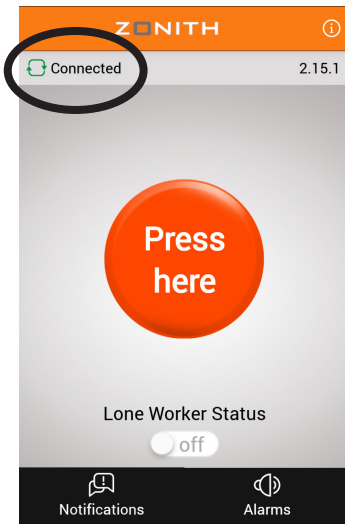 ZONITH
Connected 2.15.1
Press
here
Lone Worker Status
off
Notifications Alarms